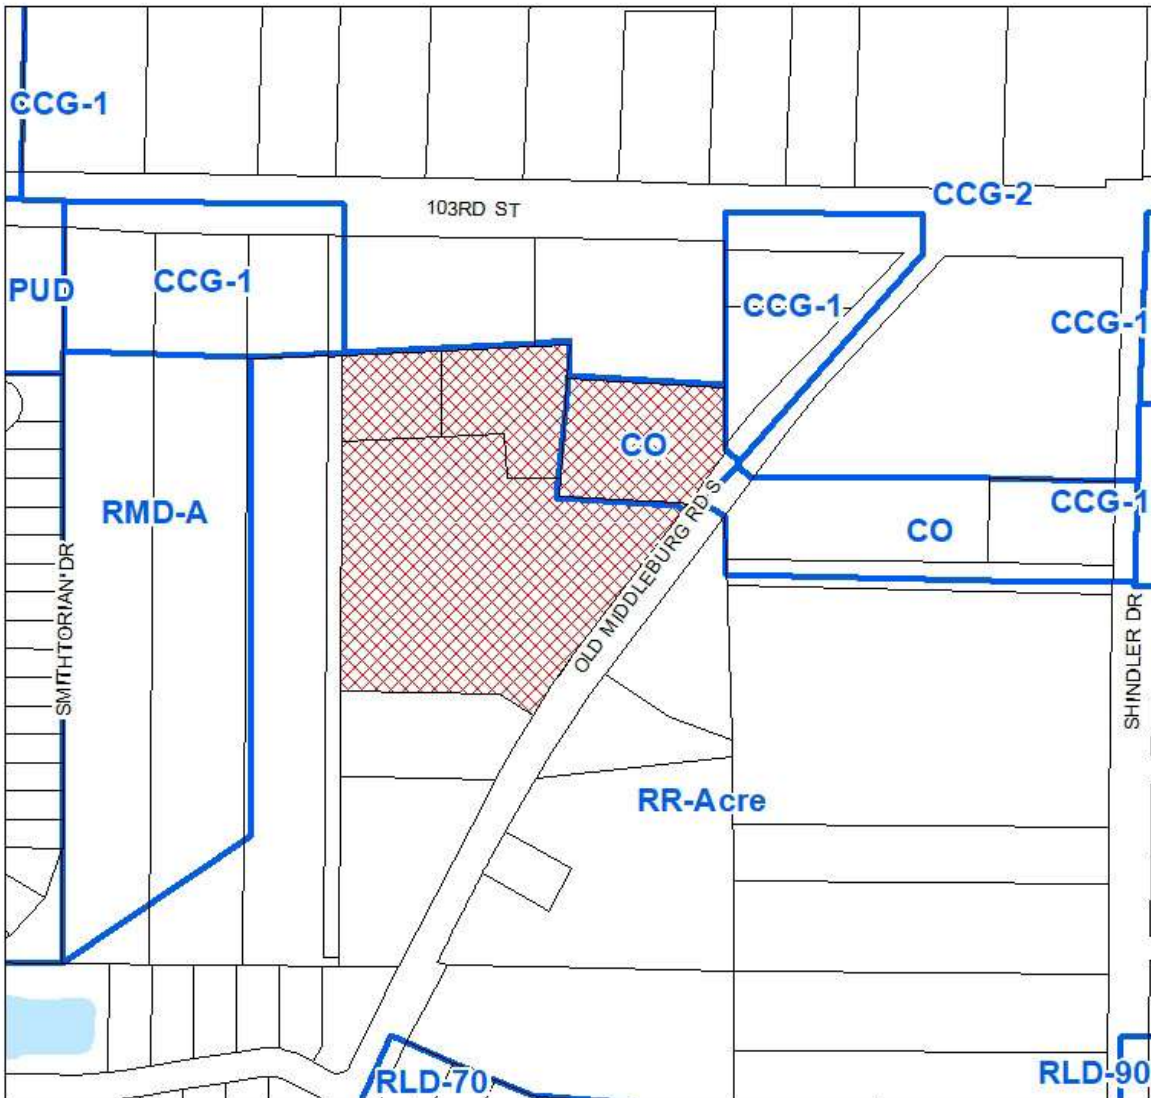 CCG-1
CCG-2
103RD ST
PUD
CCG-1
CCG-1
CCG-1
CO
RMD-A
CCG-1
CO
SMITHTORIAN DR
OLD MIDDLEBURG RD S
SHINDLER DR
RR-Acre
RLD-70
RLD-90